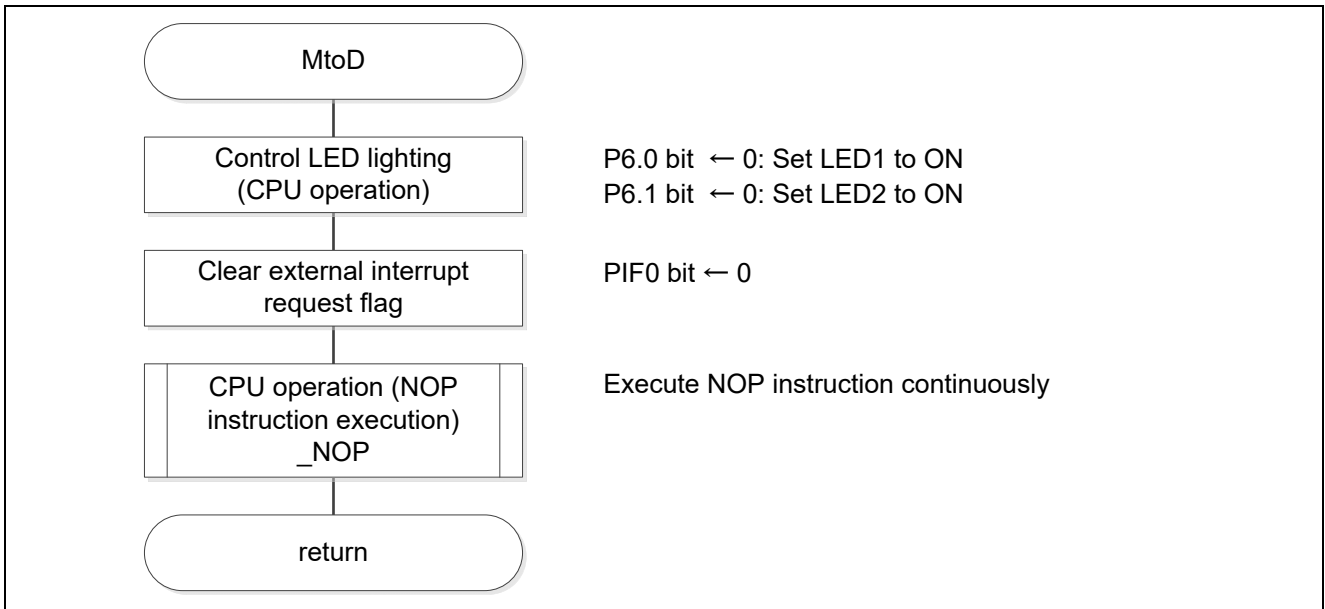 MtoD
Control LED lighting
(CPU operation)
P6.0 bit ← 0: Set LED1 to ON
P6.1 bit ← 0: Set LED2 to ON
Clear external interrupt
request flag
PIF0 bit ← 0
CPU operation (NOP
instruction execution)
_NOP
Execute NOP instruction continuously
return